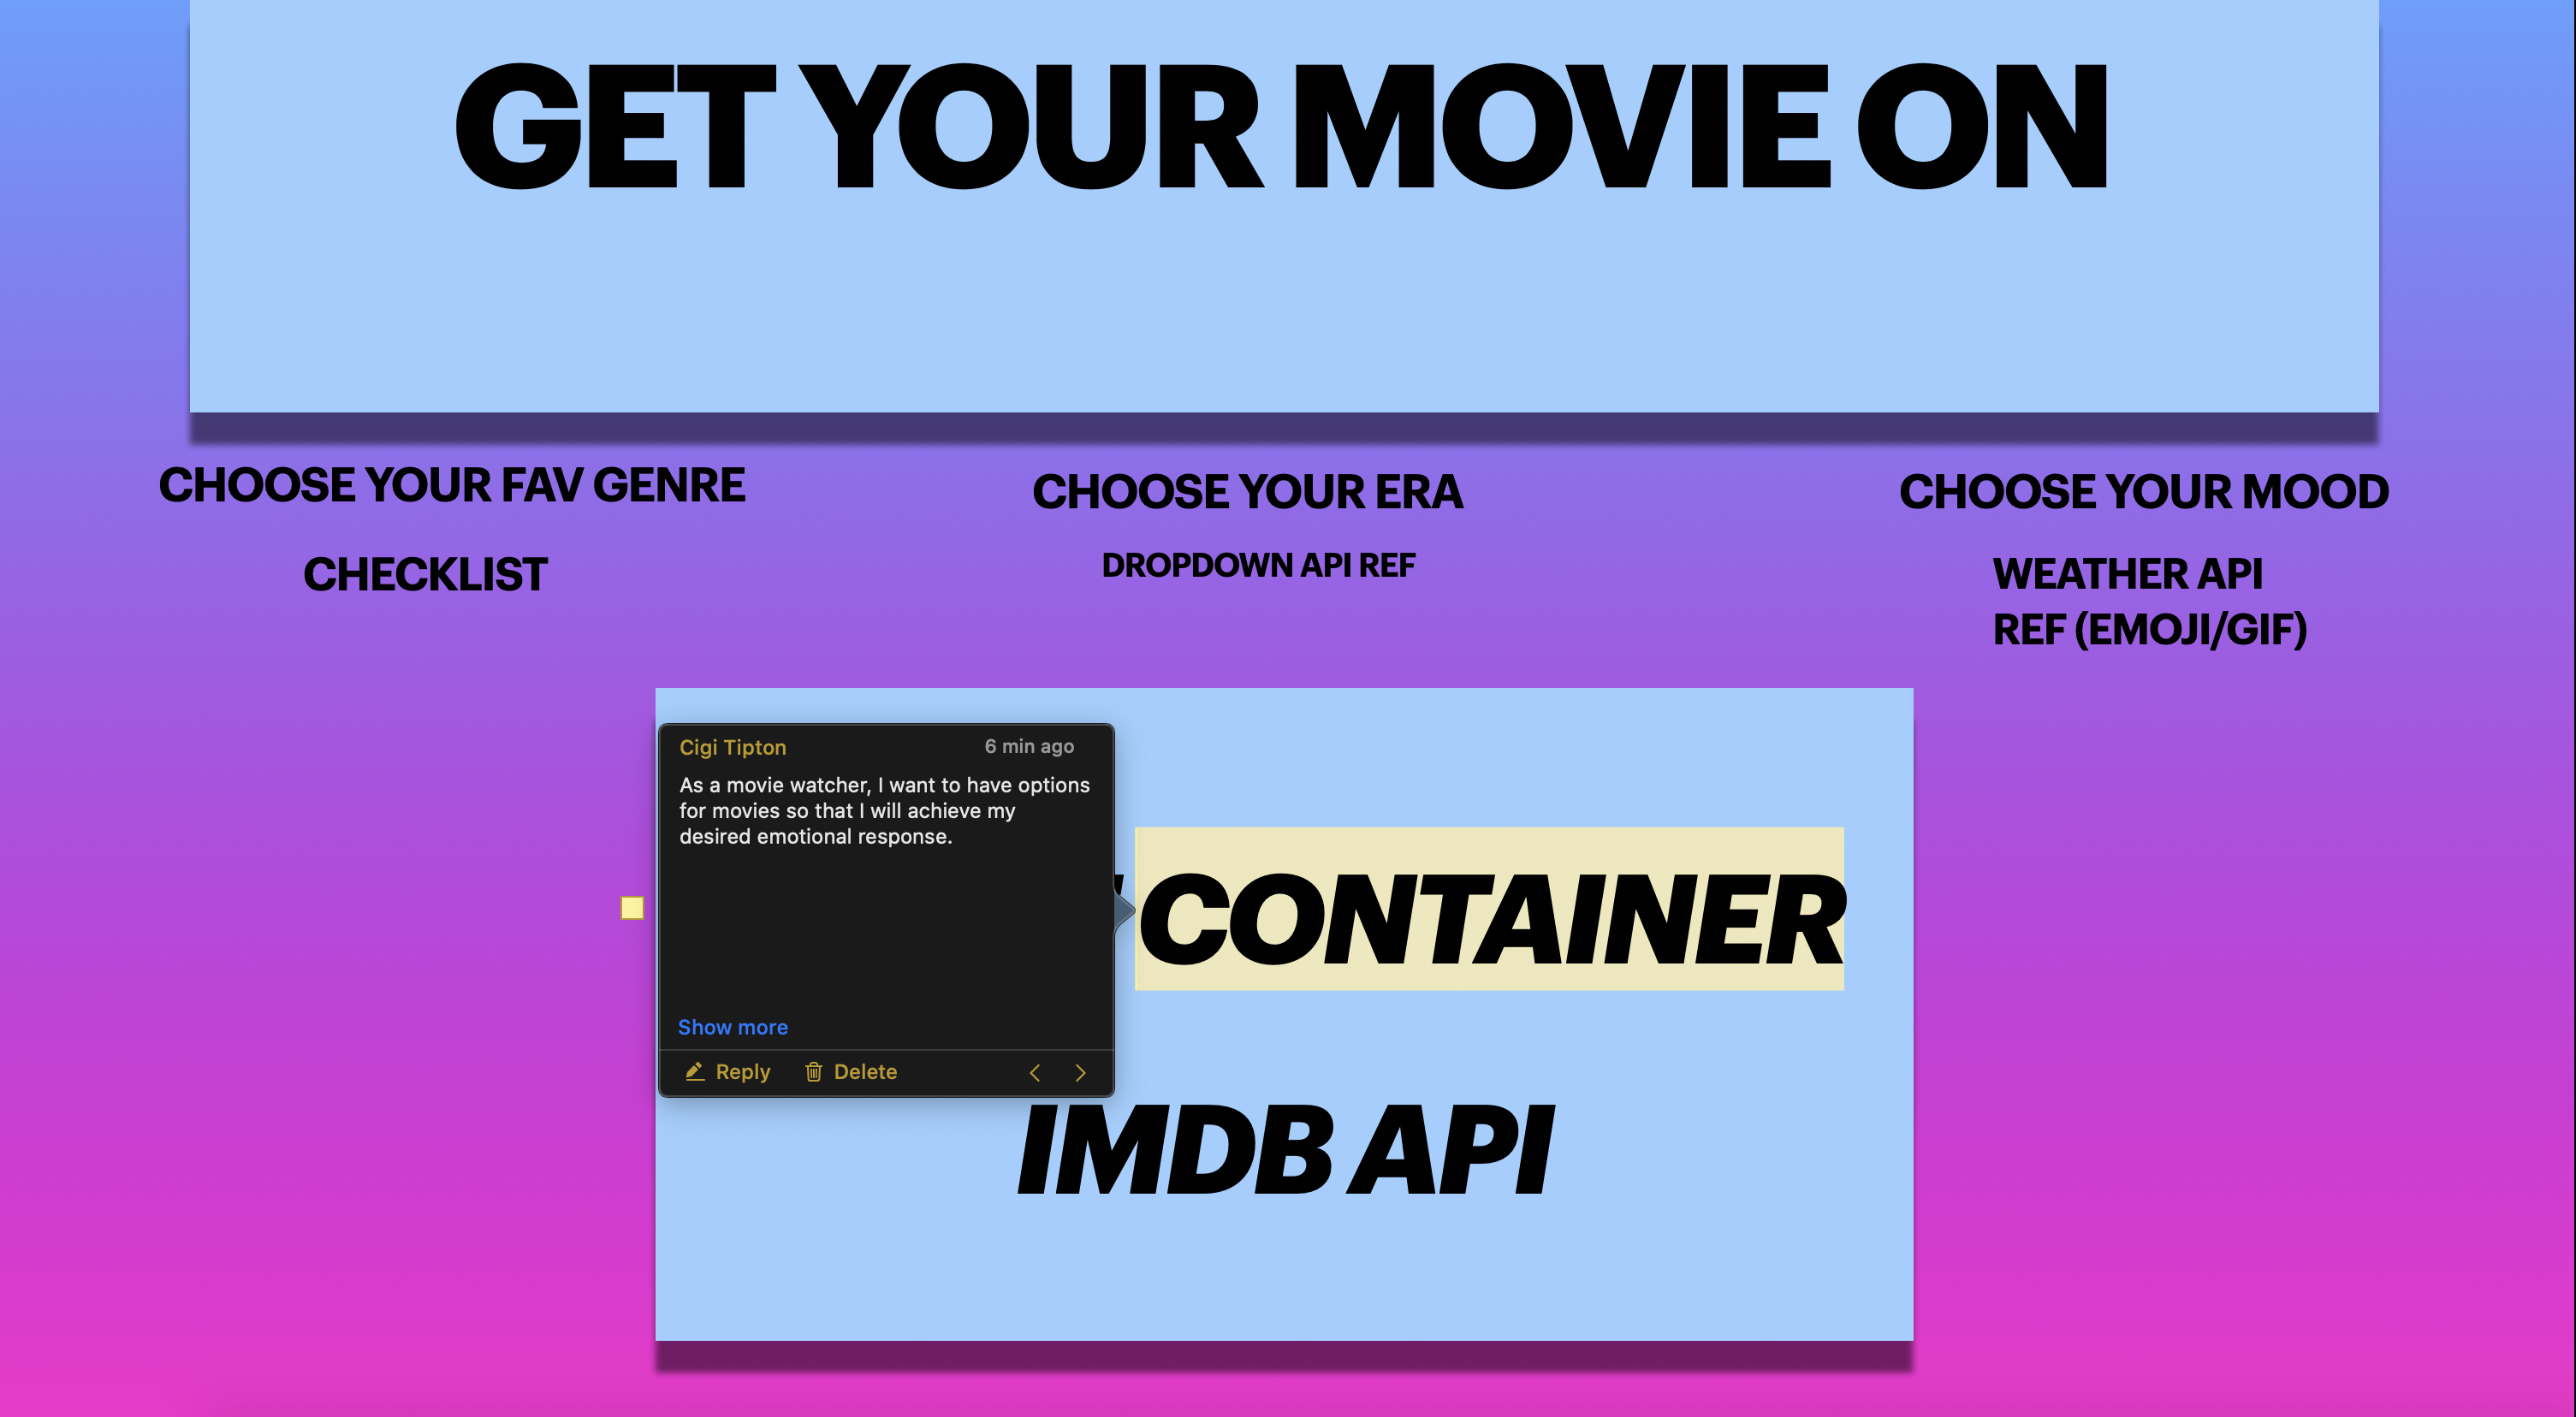 GET YOUR MOVIE ON
CHOOSE YOUR FAV GENRE
CHECKLIST
CHOOSE YOUR ERA
DROPDOWN API REF
CHOOSE YOUR MOOD
WEATHER API
REF (EMOJI/GIF)
Cigi Tipton
6 min ago
As a movie watcher, I want to have options
for movies so that I will achieve my
desired emotional response.
Show more
Reply
Delete
CONTAINER
IMDB API